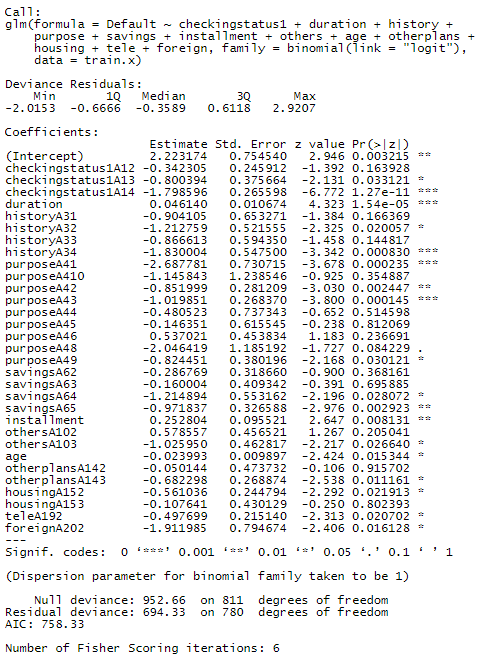 Call:
glm(formula = Default ~ checkingstatus1 + duration + history +
    purpose + savings + installment + others + age + otherplans +
    housing + tele + foreign, family = binomial(link = "logit"),
    data = train.x)
Deviance Residuals:
    Min       1Q   Median       3Q      Max
-2.0153  -0.6666  -0.3589   0.6118   2.9207
Coefficients:
                    Estimate Std. Error z value Pr(>|z|)
(Intercept)         2.223174   0.754540   2.946 0.003215 **
checkingstatus1A12 -0.342305   0.245912  -1.392 0.163928
checkingstatus1A13 -0.800394   0.375664  -2.131 0.033121 *
checkingstatus1A14 -1.798596   0.265598  -6.772 1.27e-11 ***
duration            0.046140   0.010674   4.323 1.54e-05 ***
historyA31         -0.904105   0.653271  -1.384 0.166369
historyA32         -1.212759   0.521555  -2.325 0.020057 *
historyA33         -0.866613   0.594350  -1.458 0.144817
historyA34         -1.830004   0.547500  -3.342 0.000830 ***
purposeA41         -2.687781   0.730715  -3.678 0.000235 ***
purposeA410        -1.145843   1.238546  -0.925 0.354887
purposeA42         -0.851999   0.281209  -3.030 0.002447 **
purposeA43         -1.019851   0.268370  -3.800 0.000145 ***
purposeA44         -0.480523   0.737343  -0.652 0.514598
purposeA45         -0.146351   0.615545  -0.238 0.812069
purposeA46          0.537021   0.453834   1.183 0.236691
purposeA48         -2.046419   1.185192  -1.727 0.084229 .
purposeA49         -0.824451   0.380196  -2.168 0.030121 *
savingsA62         -0.286769   0.318660  -0.900 0.368161
savingsA63         -0.160004   0.409342  -0.391 0.695885
savingsA64         -1.214894   0.553162  -2.196 0.028072 *
savingsA65         -0.971837   0.326588  -2.976 0.002923 **
installment         0.252804   0.095521   2.647 0.008131 **
othersA102          0.578557   0.456521   1.267 0.205041
othersA103         -1.025950   0.462817  -2.217 0.026640 *
age                -0.023993   0.009897  -2.424 0.015344 *
otherplansA142     -0.050144   0.473732  -0.106 0.915702
otherplansA143     -0.682298   0.268874  -2.538 0.011161 *
housingA152        -0.561036   0.244794  -2.292 0.021913 *
housingA153        -0.107641   0.430129  -0.250 0.802393
teleA192           -0.497699   0.215140  -2.313 0.020702 *
foreignA202        -1.911985   0.794674  -2.406 0.016128 *
---
Signif. codes:  0 ‘***’ 0.001 ‘**’ 0.01 ‘*’ 0.05 ‘.’ 0.1 ‘ ’ 1
(Dispersion parameter for binomial family taken to be 1)
    Null deviance: 952.66  on 811  degrees of freedom
Residual deviance: 694.33  on 780  degrees of freedom
AIC: 758.33
Number of Fisher Scoring iterations: 6